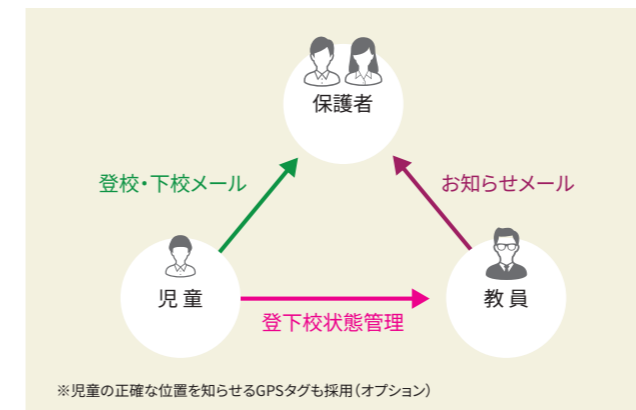 保護者
登校・下校メール
お知らせメール
児童
教員
登下校状態管理
※児童の正確な位置を知らせるGPSタグも採用(オプション)